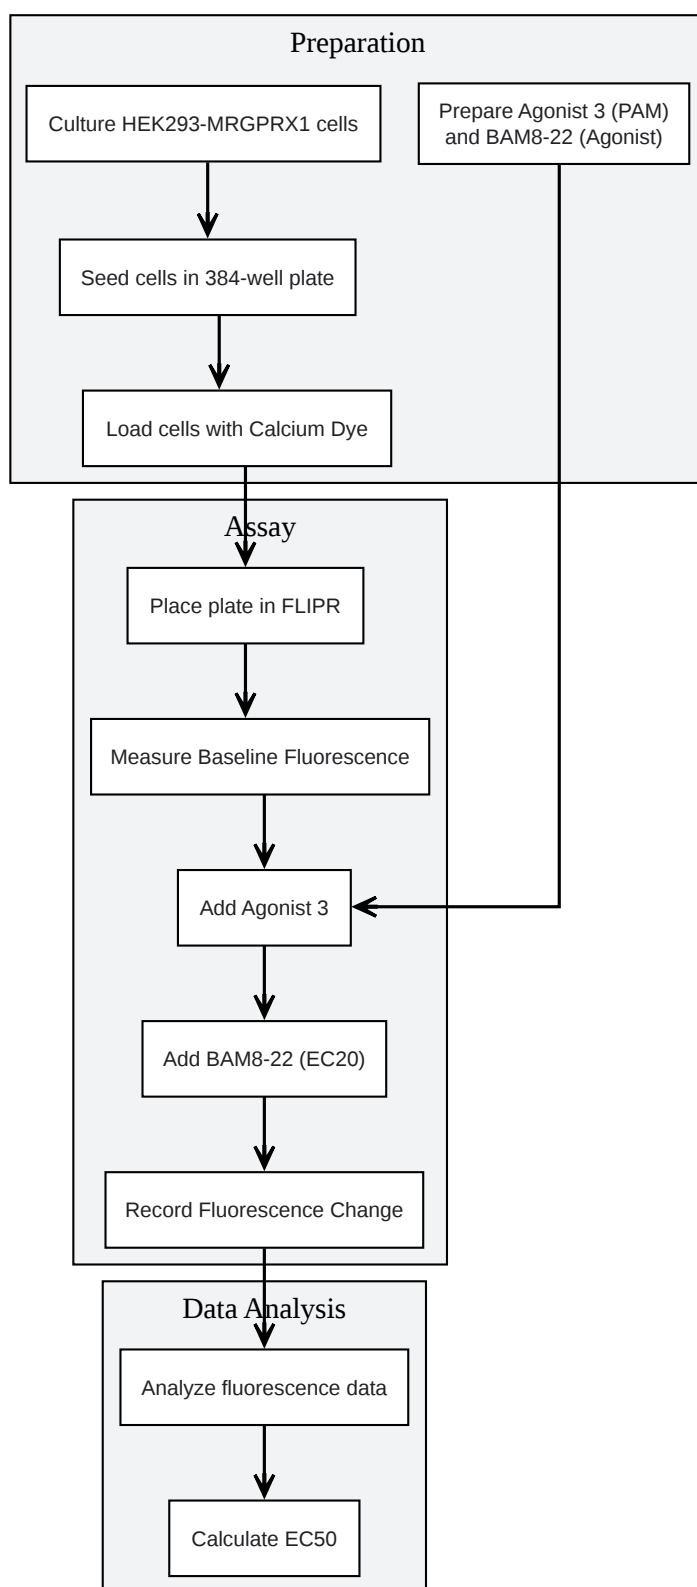 Preparation
Culture HEK293-MRGPRX1 cells
Prepare Agonist 3 (PAM)
and BAM8-22 (Agonist)
Seed cells in 384-well plate
Load cells with Calcium Dye
Assay
Place plate in FLIPR
Measure Baseline Fluorescence
Add Agonist 3
Add BAM8-22 (EC20)
Record Fluorescence Change
Data Analysis
Analyze fluorescence data
Calculate EC50